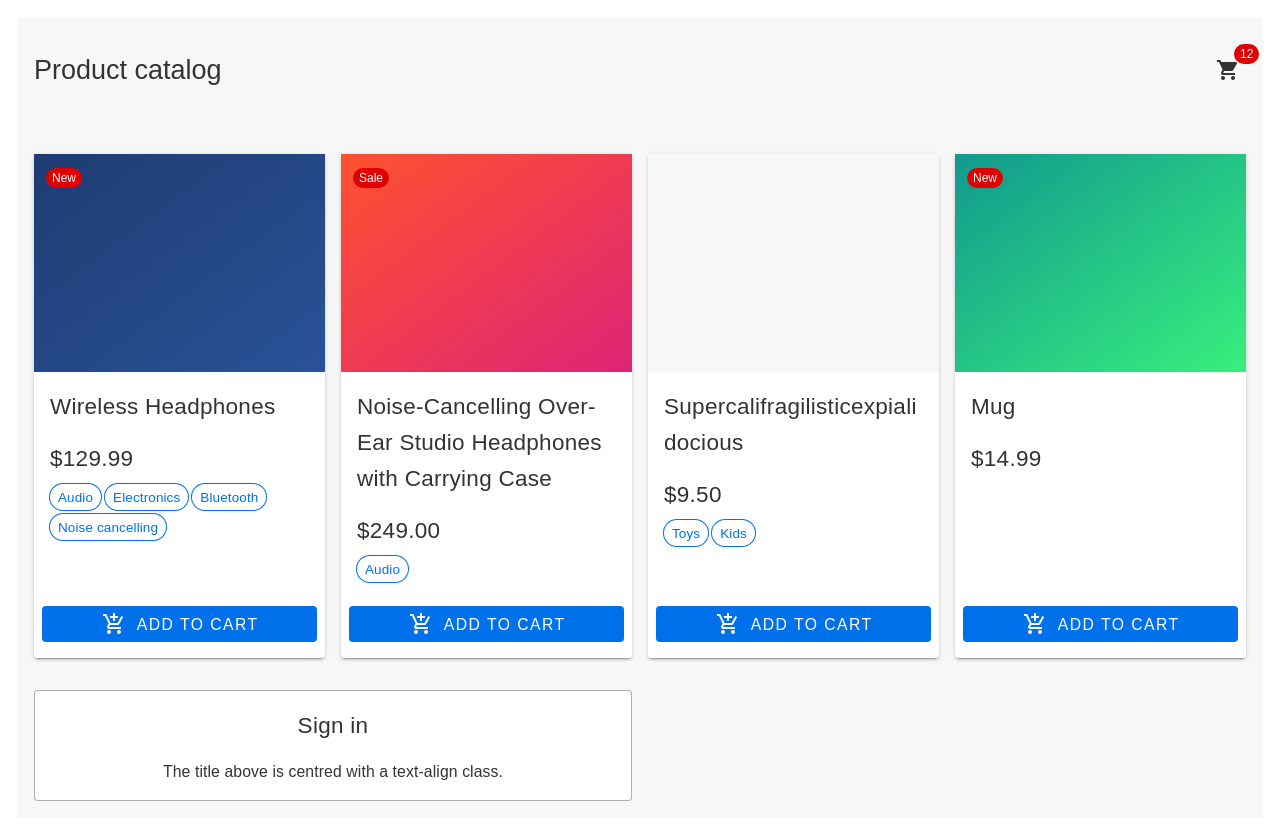 Product catalog
12
New
Wireless Headphones
$129.99
Audio Electronics Bluetooth
Noise cancelling
ADD TO CART
Sale
Noise-Cancelling Over-
Ear Studio Headphones
with Carrying Case
$249.00
Audio
ADD TO CART
Supercalifragilisticexpiali
docious
$9.50
Toys Kids
ADD TO CART
New
Mug
$14.99
ADD TO CART
Sign in
The title above is centred with a text-align class.